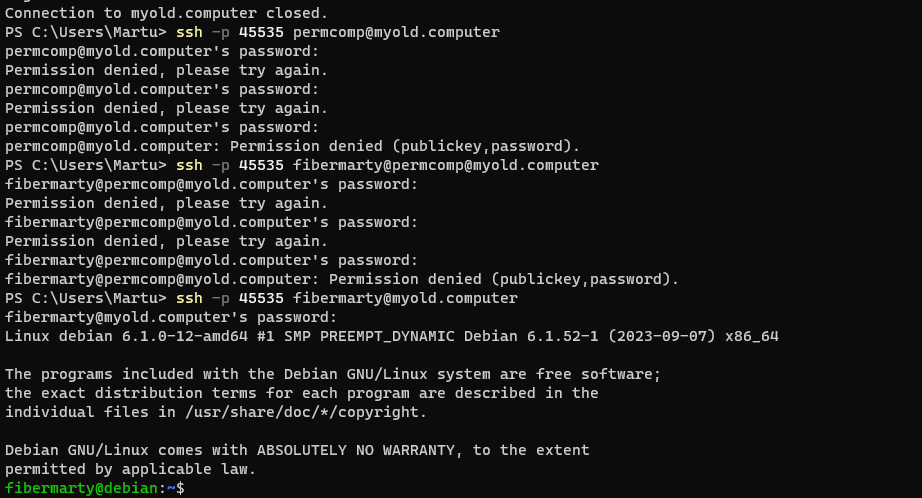 Connection to myold.computer closed.
PS C:\Users\Martu> ssh -p 45535 permcomp@myold.computer
permcomp@myold.computer's password:
Permission denied, please try again.
permcomp@myold.computer's password:
Permission denied, please try again.
permcomp@myold.computer's password:
permcomp@myold.computer: Permission denied (publickey,password).
PS C:\Users\Martu> ssh -p 45535 fibermarty@permcomp@myold.computer
fibermarty@permcomp@myold.computer's password:
Permission denied, please try again.
fibermarty@permcomp@myold.computer's password:
Permission denied, please try again.
fibermarty@permcomp@myold.computer's password:
fibermarty@permcomp@myold.computer: Permission denied (publickey,password).
PS C:\Users\Martu> ssh -p 45535 fibermarty@myold.computer
fibermarty@myold.computer's password:
Linux debian 6.1.0-12-amd64 #1 SMP PREEMPT_DYNAMIC Debian 6.1.52-1 (2023-09-07) x86_64

The programs included with the Debian GNU/Linux system are free software;
the exact distribution terms for each program are described in the
individual files in /usr/share/doc/*/copyright.

Debian GNU/Linux comes with ABSOLUTELY NO WARRANTY, to the extent
permitted by applicable law.
fibermarty@debian:~$